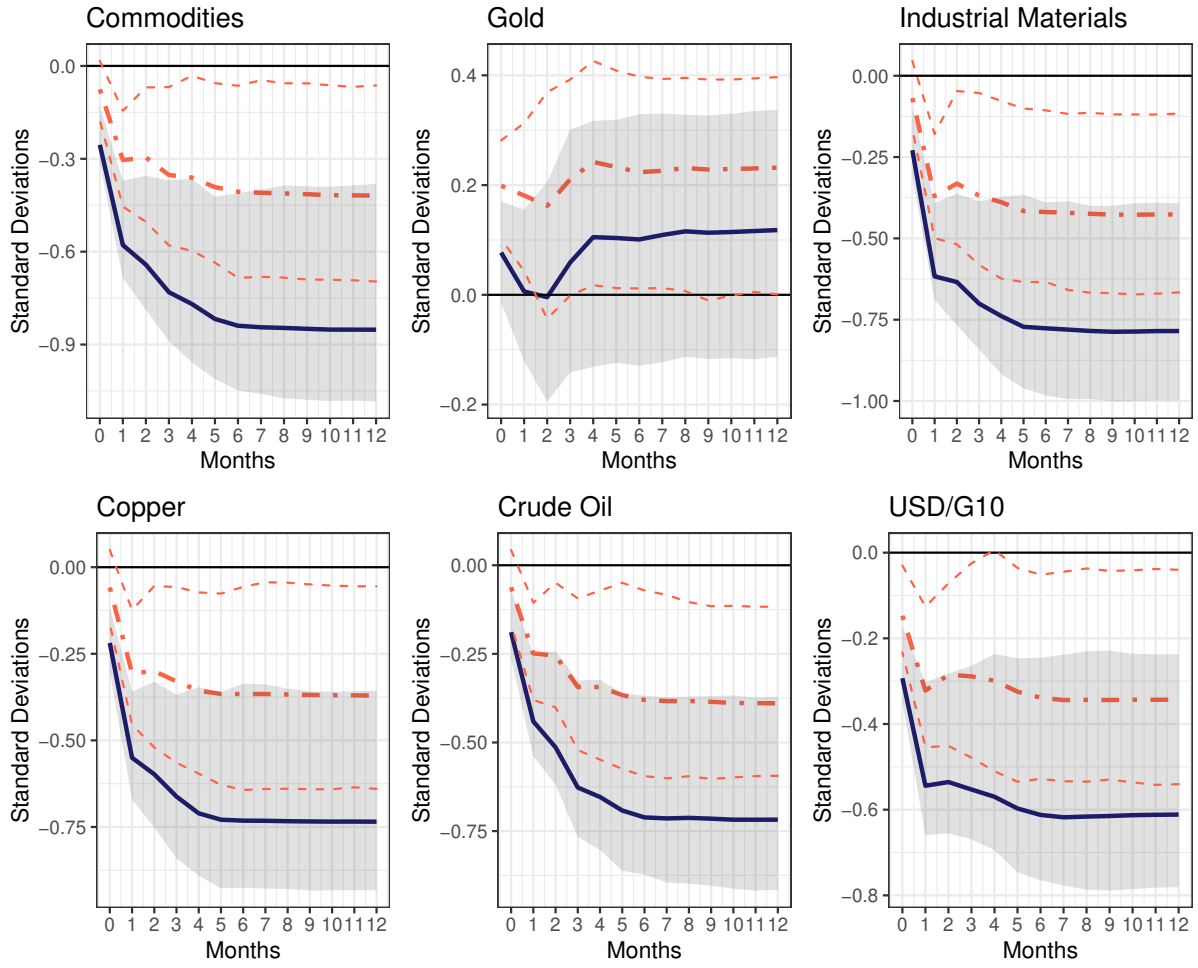 Commodities
Standard Deviations
0.0
−0.3
−0.6
−0.9
0 1 2 3 4 5 6 7 8 9 10 11 12
Months
Gold
Standard Deviations
0.4
0.2
0.0
−0.2
0 1 2 3 4 5 6 7 8 9 10 11 12
Months
Industrial Materials
Standard Deviations
0.00
−0.25
−0.50
−0.75
−1.00
0 1 2 3 4 5 6 7 8 9 10 11 12
Months
Copper
Standard Deviations
0.00
−0.25
−0.50
−0.75
0 1 2 3 4 5 6 7 8 9 10 11 12
Months
Crude Oil
Standard Deviations
0.00
−0.25
−0.50
−0.75
0 1 2 3 4 5 6 7 8 9 10 11 12
Months
USD/G10
Standard Deviations
0.0
−0.2
−0.4
−0.6
−0.8
0 1 2 3 4 5 6 7 8 9 10 11 12
Months